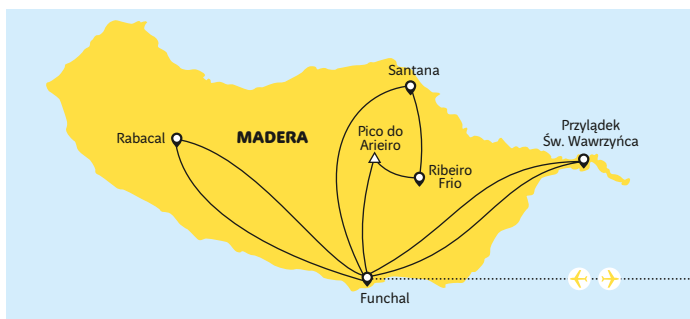 Santana
Przylądek
Św. Wawrzyńca
Pico do
Arieiro
Rabacal
MADERA
Ribeiro
Frio
Funchal